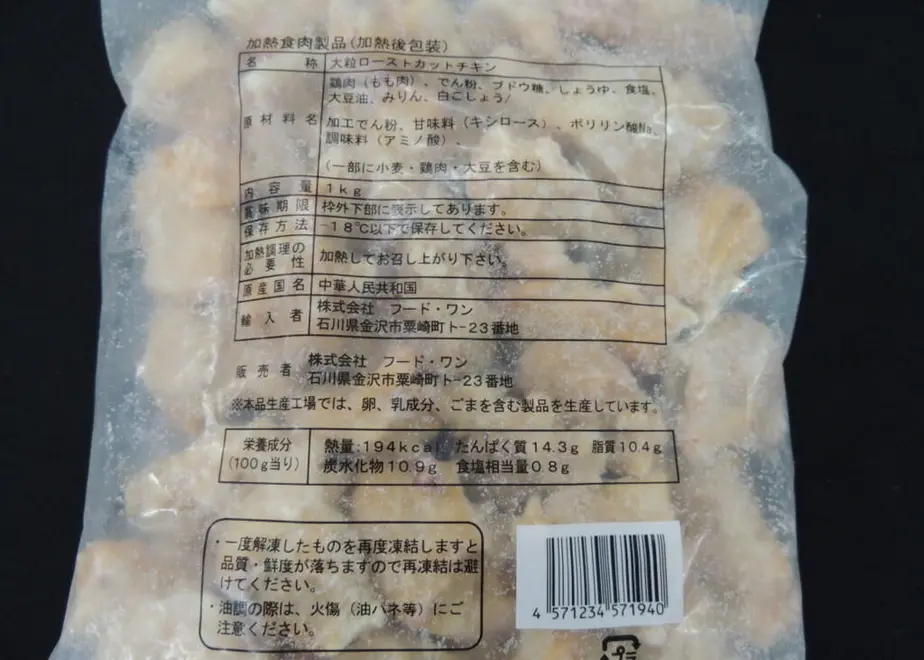 加熱食肉製品(加熱後包装)
名称 大粒ローストカットチキン
原材料名 鶏肉(もも肉)、でん粉、ブドウ糖、しょうゆ、食塩、
大豆油、みりん、白こしょう/
加工でん粉、甘味料(キシロース)、ポリリン酸Na、
調味料(アミノ酸)、
(一部に小麦・鶏肉・大豆を含む)
内容量 1kg
賞味期限 枠外下部に表示してあります。
保存方法 -18℃以下で保存してください。
加熱調理の
必要性 加熱してお召し上がり下さい。
原産国名 中華人民共和国
輸入者 株式会社 フード・ワン
石川県金沢市粟崎町ト-23番地
販売者 株式会社 フード・ワン
石川県金沢市粟崎町ト-23番地
※本品生産工場では、卵、乳成分、ごまを含む製品を生産しています。
栄養成分
(100g当り)
熱量:194kcal たんぱく質14.3g 脂質10.4g
炭水化物10.9g 食塩相当量0.8g
・一度解凍したものを再度凍結しますと
品質・鮮度が落ちますので再凍結は避
けてください。
・油調の際は、火傷(油バネ等)にご
注意ください。
4 571234 571940
プラ